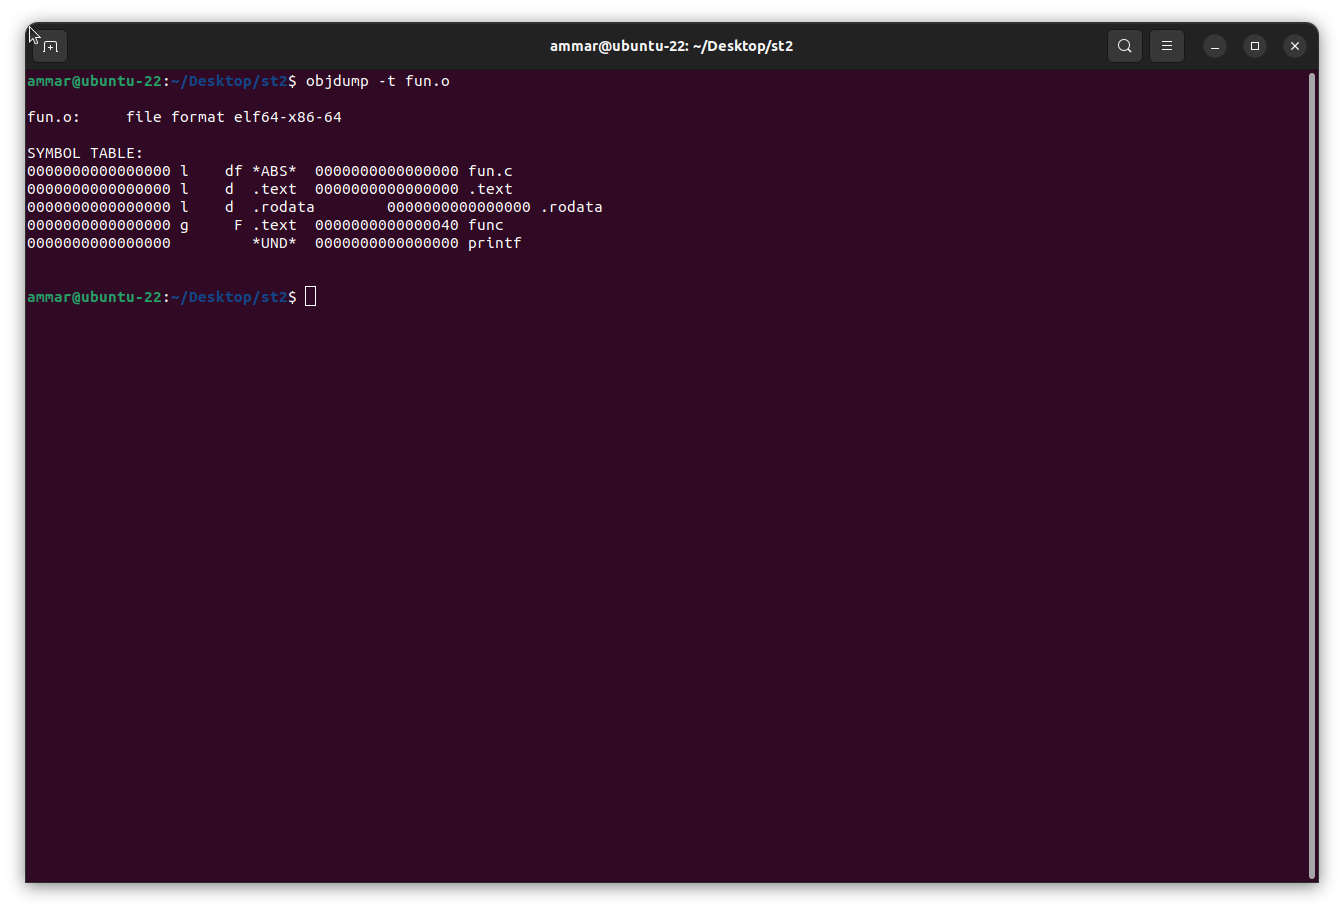 ammar@ubuntu-22: ~/Desktop/st2
ammar@ubuntu-22:~/Desktop/st2$ objdump -t fun.o
fun.o:     file format elf64-x86-64
SYMBOL TABLE:
0000000000000000 l    df *ABS*  0000000000000000 fun.c
0000000000000000 l    d  .text  0000000000000000 .text
0000000000000000 l    d  .rodata        0000000000000000 .rodata
0000000000000000 g     F .text  0000000000000040 func
0000000000000000         *UND*  0000000000000000 printf
ammar@ubuntu-22:~/Desktop/st2$